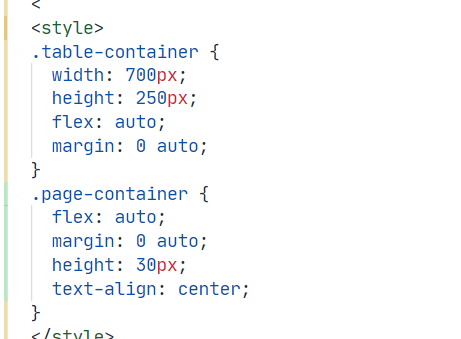 <
<style>
.table-container {
width: 700px;
height: 250px;
flex: auto;
margin: 0 auto;
}
.page-container {
flex: auto;
margin: 0 auto;
height: 30px;
text-align: center;
}
</style>